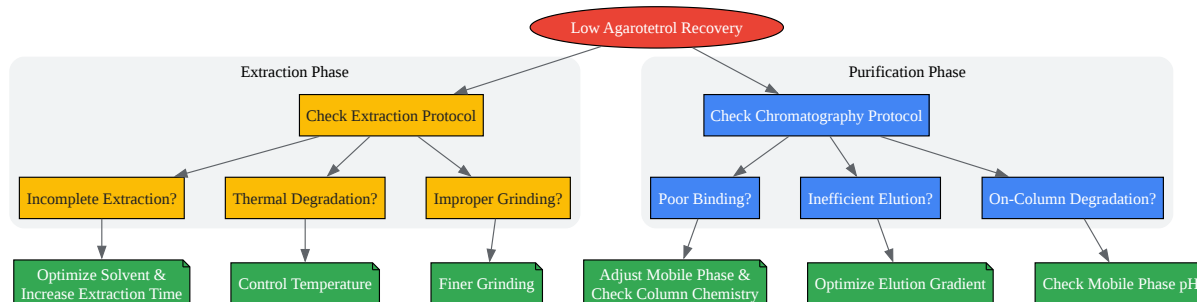 Low Agarotetrol Recovery
Extraction Phase
Purification Phase
Check Extraction Protocol
Check Chromatography Protocol
Incomplete Extraction?
Thermal Degradation?
Improper Grinding?
Poor Binding?
Inefficient Elution?
On-Column Degradation?
Optimize Solvent &
Increase Extraction Time
Control Temperature
Finer Grinding
Adjust Mobile Phase &
Check Column Chemistry
Optimize Elution Gradient
Check Mobile Phase pH